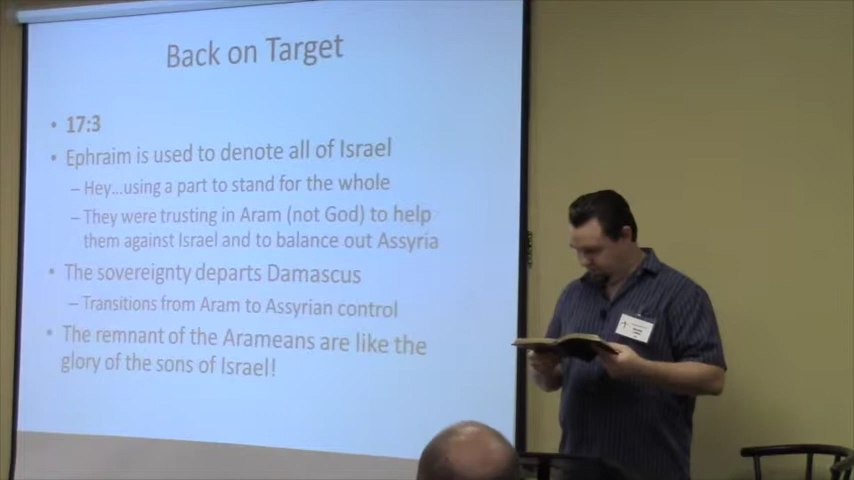 Back on Target
• 17:3
• Ephraim is used to denote all of Israel
– Hey...using a part to stand for the whole
– They were trusting in Aram (not God) to help
them against Israel and to balance out Assyria
• The sovereignty departs Damascus
– Transitions from Aram to Assyrian control
• The remnant of the Arameans are like the
glory of the sons of Israel!